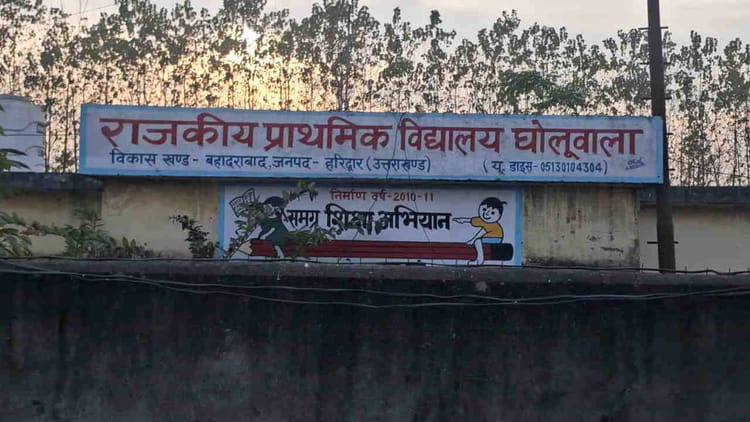 राजकीय प्राथमिक विद्यालय घोलूवाला
विकास खण्ड- बहादराबाद, जनपद- हरिद्वार (उत्तराखण्ड) (यू. डाइस-05130104304)
निर्माण वर्ष-2010-11
समग्र शिक्षा अभियान